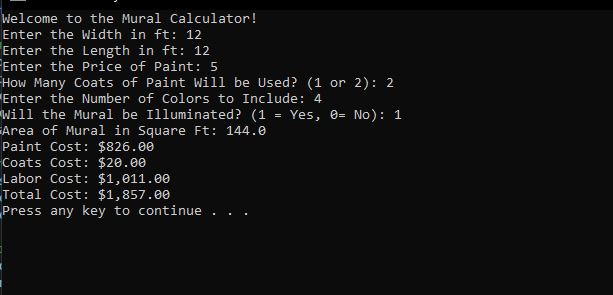 Welcome to the Mural Calculator!
Enter the Width in ft: 12
Enter the Length in ft: 12
Enter the Price of Paint: 5
How Many Coats of Paint Will be Used? (1 or 2): 2
Enter the Number of Colors to Include: 4
Will the Mural be Illuminated? (1 = Yes, 0= No): 1
Area of Mural in Square Ft: 144.0
Paint Cost: $826.00
Coats Cost: $20.00
Labor Cost: $1,011.00
Total Cost: $1,857.00
Press any key to continue . . .